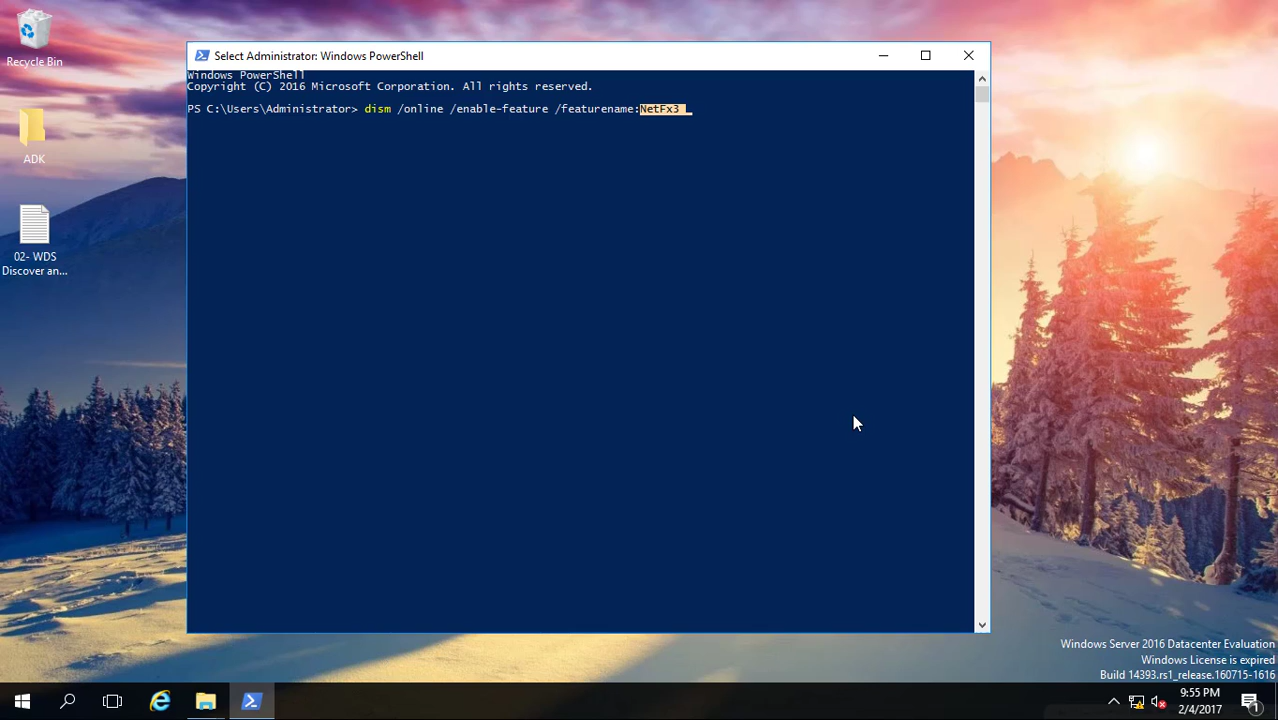 Recycle Bin
ADK
02- WDS
Discover an...
Select Administrator: Windows PowerShell
Windows PowerShell
Copyright (C) 2016 Microsoft Corporation. All rights reserved.
PS C:\Users\Administrator> dism /online /enable-feature /featurename:NetFx3 _
Windows Server 2016 Datacenter Evaluation
Windows License is expired
Build 14393.rs1_release.160715-1616
9:55 PM
2/4/2017
1